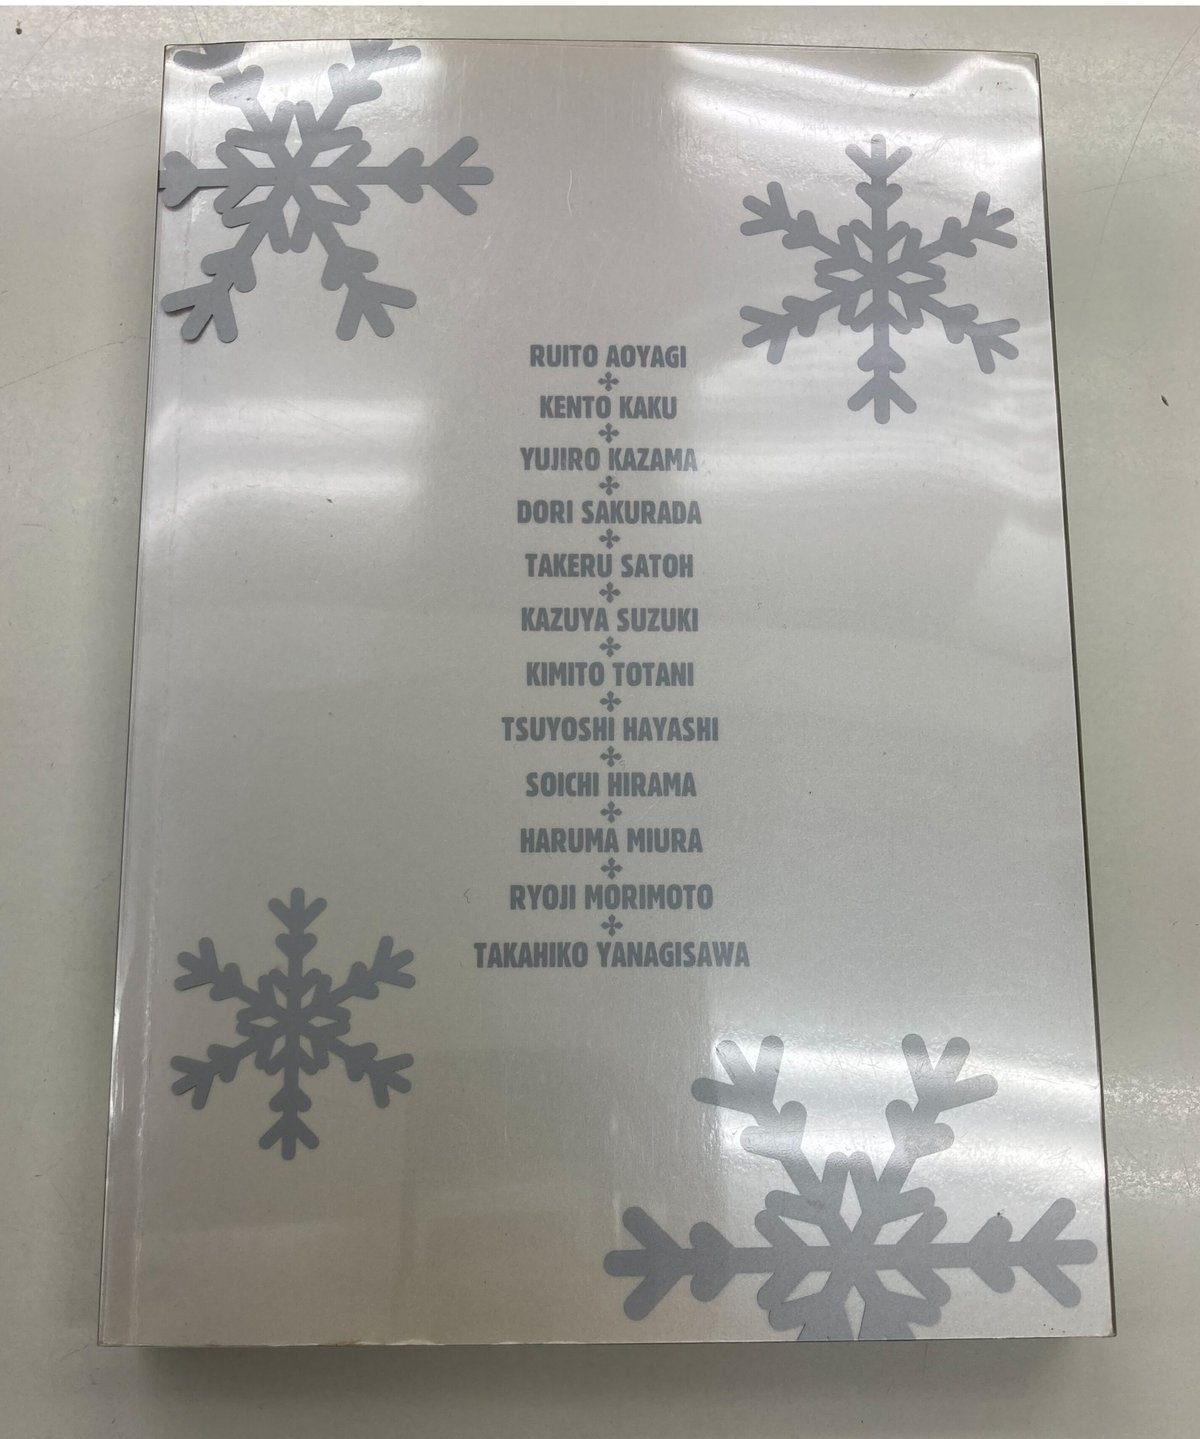 RUITO AOYAGI
KENTO KAKU
YUJIRO KAZAMA
DORI SAKURADA
TAKERU SATOH
KAZUYA SUZUKI
KIMITO TOTANI
TSUYOSHI HAYASHI
SOICHI HIRAMA
HARUMA MIURA
RYOJI MORIMOTO
TAKAHIKO YANAGISAWA